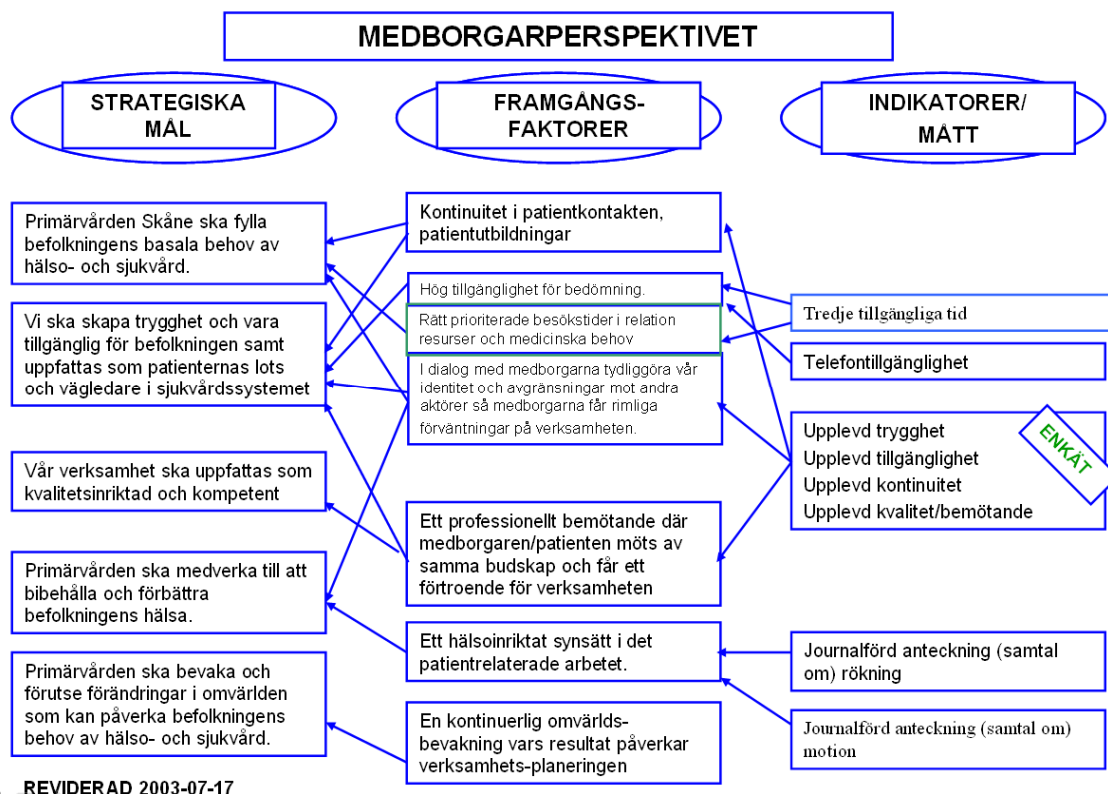 MEDBORGARPERSPEKTIVET
STRATEGISKA
MÅL
FRAMGÅNGS-
FAKTORER
INDIKATORER/
MÅTT
Primärvården Skåne ska fylla
befolkningens basala behov av
hälso- och sjukvård.
Vi ska skapa trygghet och vara
tillgänglig för befolkningen samt
uppfattas som patienternas lots
och vägledare i sjukvårdssystemet
Vår verksamhet ska uppfattas som
kvalitetsinriktad och kompetent
Primärvården ska medverka till att
bibehålla och förbättra
befolkningens hälsa.
Primärvården ska bevaka och
förutse förändringar i omvärlden
som kan påverka befolkningens
behov av hälso- och sjukvård.
Kontinuitet i patientkontakten,
patientutbildningar
Hög tillgänglighet för bedömning.
Rätt prioriterade besökstider i relation
resurser och medicinska behov
I dialog med medborgarna tydliggöra vår
identitet och avgränsningar mot andra
aktörer så medborgarna får rimliga
förväntningar på verksamheten.
Ett professionellt bemötande där
medborgaren/patienten möts av
samma budskap och får ett
förtroende för verksamheten
Ett hälsoinriktat synsätt i det
patientrelaterade arbetet.
En kontinuerlig omvärlds-
bevakning vars resultat påverkar
verksamhets-planeringen
Tredje tillgängliga tid
Telefontillgänglighet
Upplevd trygghet
Upplevd tillgänglighet
Upplevd kontinuitet
Upplevd kvalitet/bemötande
ENKÄT
Journalförd anteckning (samtal
om) rökning
Journalförd anteckning (samtal om)
motion
REVIDERAD 2003-07-17